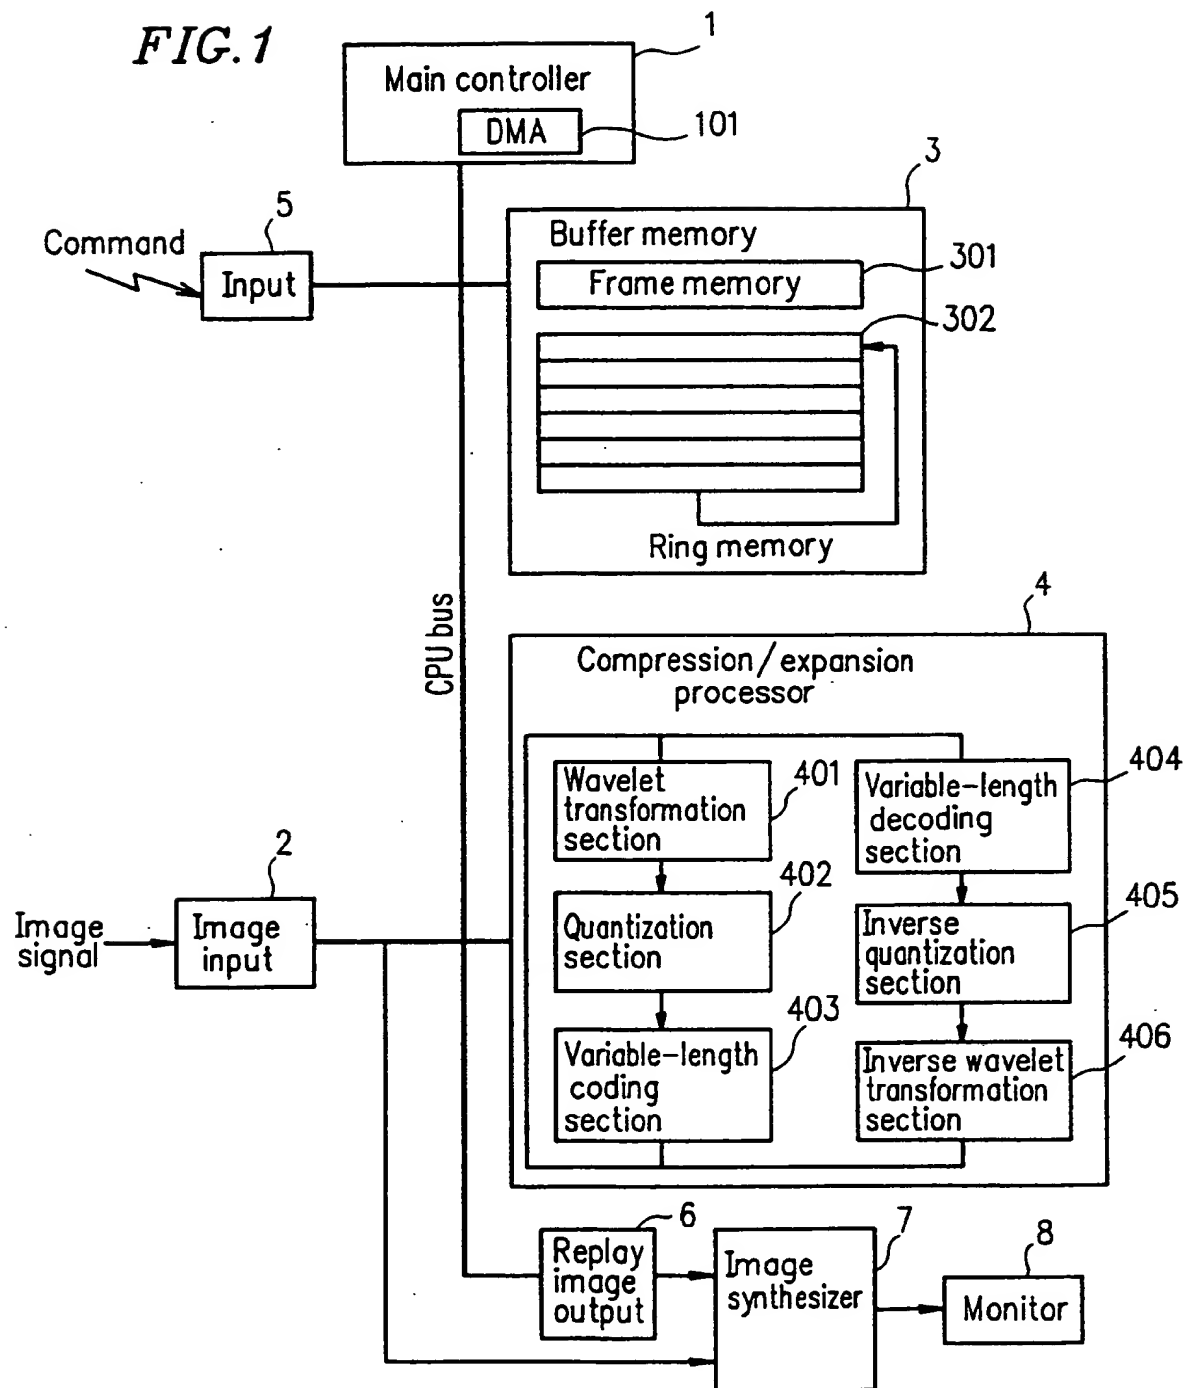 FIG.1
1
Main controller
DMA
101
3
5
Command
Input
Buffer memory
Frame memory
301
302
Ring memory
CPU bus
4
Compression/expansion
processor
Wavelet
transformation
section
401
Variable-length
decoding
section
404
2
Image
signal
Image
input
Quantization
section
402
Inverse
quantization
section
405
Variable-length
coding
section
403
Inverse wavelet
transformation
section
406
6
Replay
image
output
7
Image
synthesizer
8
Monitor